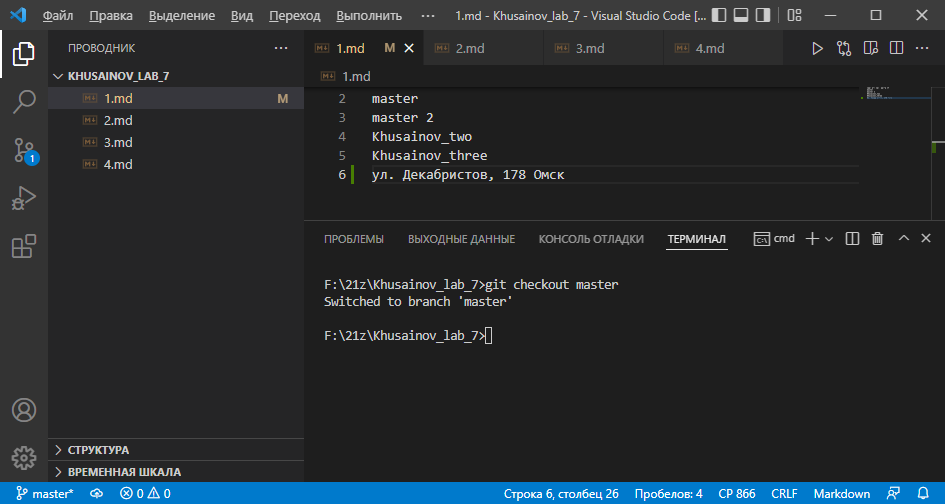 Файл Правка Выделение Вид Переход Выполнить ··· 1.md - Khusainov_lab_7 - Visual Studio Code [...
ПРОВОДНИК ···
KHUSAINOV_LAB_7
1.md M
2.md
3.md
4.md
СТРУКТУРА
ВРЕМЕННАЯ ШКАЛА
1.md M 2.md 3.md 4.md
1.md
2 master
3 master 2
4 Khusainov_two
5 Khusainov_three
6 ул. Декабристов, 178 Омск
ПРОБЛЕМЫ ВЫХОДНЫЕ ДАННЫЕ КОНСОЛЬ ОТЛАДКИ ТЕРМИНАЛ cmd
F:\21z\Khusainov_lab_7>git checkout master
Switched to branch 'master'
F:\21z\Khusainov_lab_7>
1
master* 0 0 Строка 6, столбец 26 Пробелов: 4 CP 866 CRLF Markdown